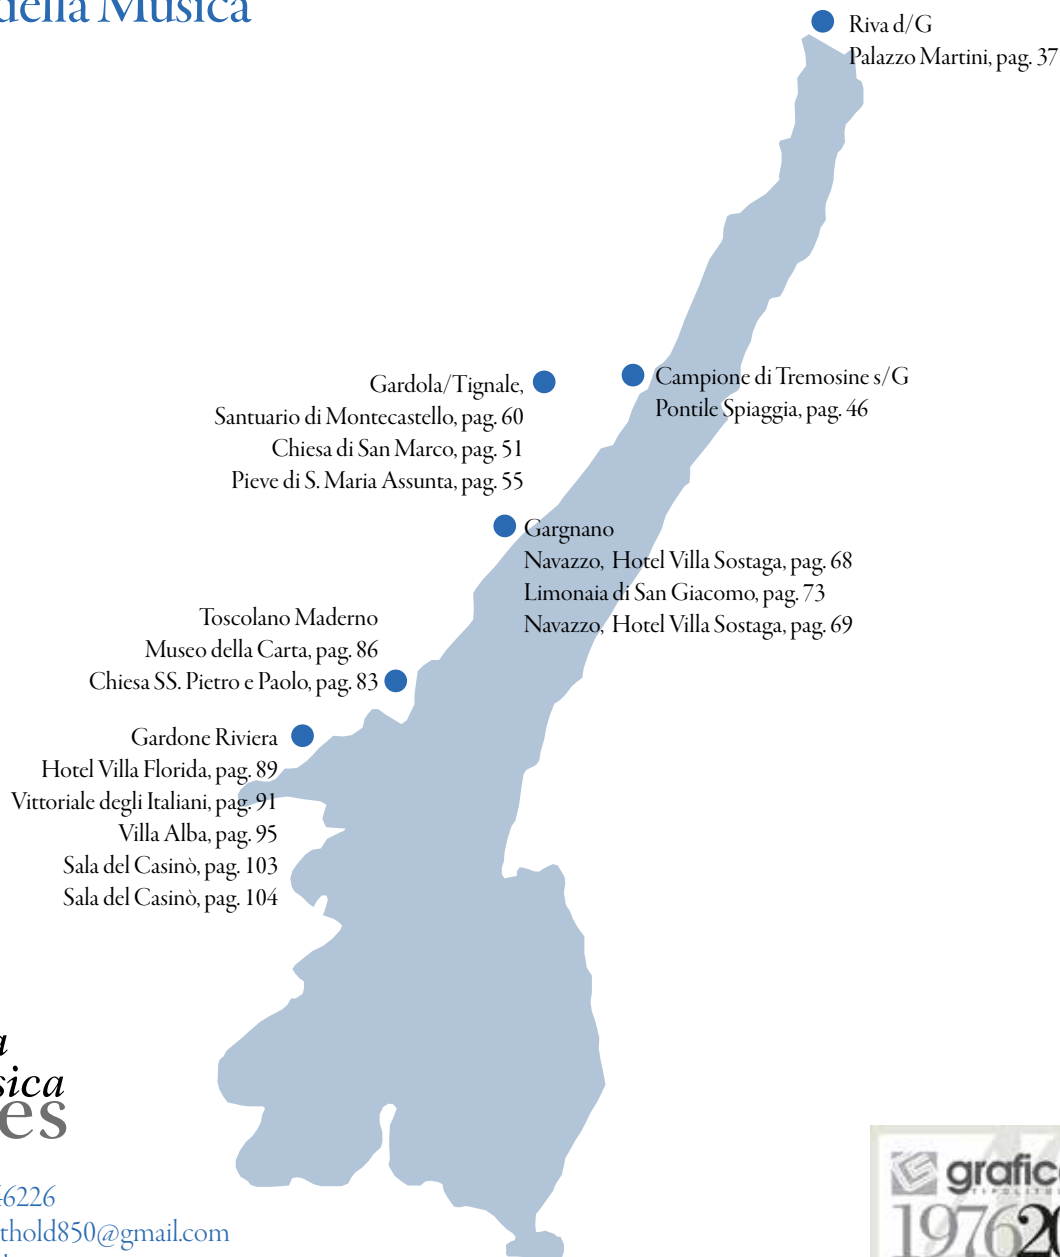 della Musica
Riva d/G
Palazzo Martini, pag. 37
Gardola/Tignale,
Santuario di Montecastello, pag. 60
Chiesa di San Marco, pag. 51
Pieve di S. Maria Assunta, pag. 55
Campione di Tremosine s/G
Pontile Spiaggia, pag. 46
Gargnano
Navazzo, Hotel Villa Sostaga, pag. 68
Limonaia di San Giacomo, pag. 73
Navazzo, Hotel Villa Sostaga, pag. 69
Toscolano Maderno
Museo della Carta, pag. 86
Chiesa SS. Pietro e Paolo, pag. 83
Gardone Riviera
Hotel Villa Florida, pag. 89
Vittoriale degli Italiani, pag. 91
Villa Alba, pag. 95
Sala del Casinò, pag. 103
Sala del Casinò, pag. 104
a
sica
es
6226
thold850@gmail.com
grafic
TIPOLITO
197620